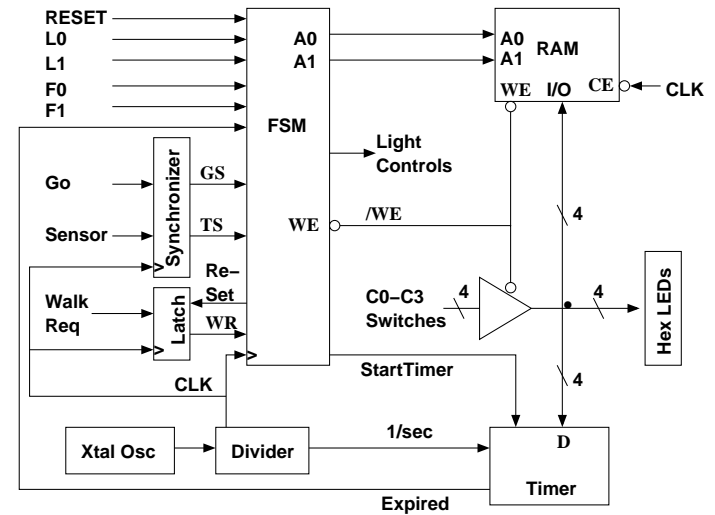 RESET
L0
L1
F0
F1
A0
A1
FSM
A0
A1
RAM
WE
I/O
CE
CLK
Light
Controls
Go
Sensor
Synchronizer
GS
TS
WE
/WE
4
Re-
Set
Walk
Req
Latch
WR
C0-C3
Switches
4
4
Hex LEDs
4
StartTimer
CLK
Xtal Osc
Divider
1/sec
D
Timer
Expired